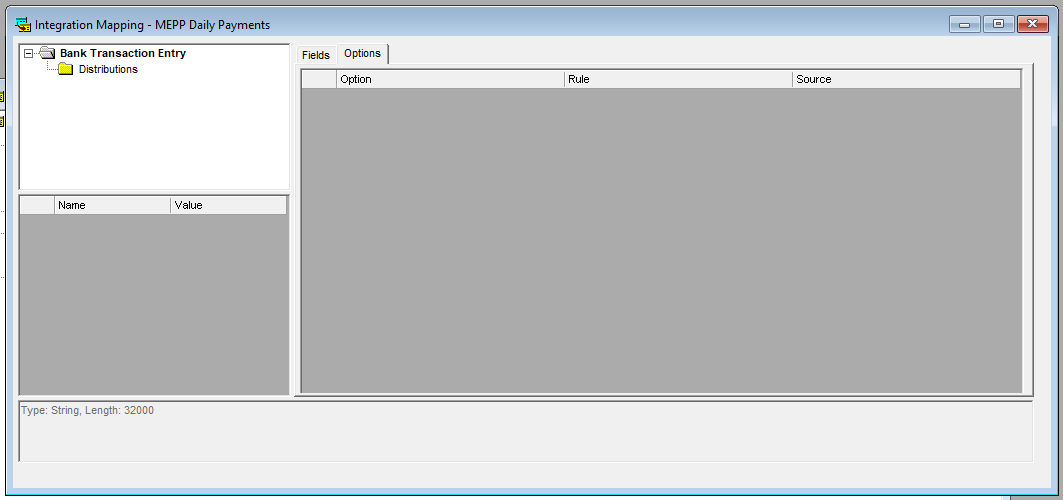 Integration Mapping - MEPP Daily Payments
Bank Transaction Entry
Distributions
Fields
Options
Option
Rule
Source
Name
Value
Type: String, Length: 32000